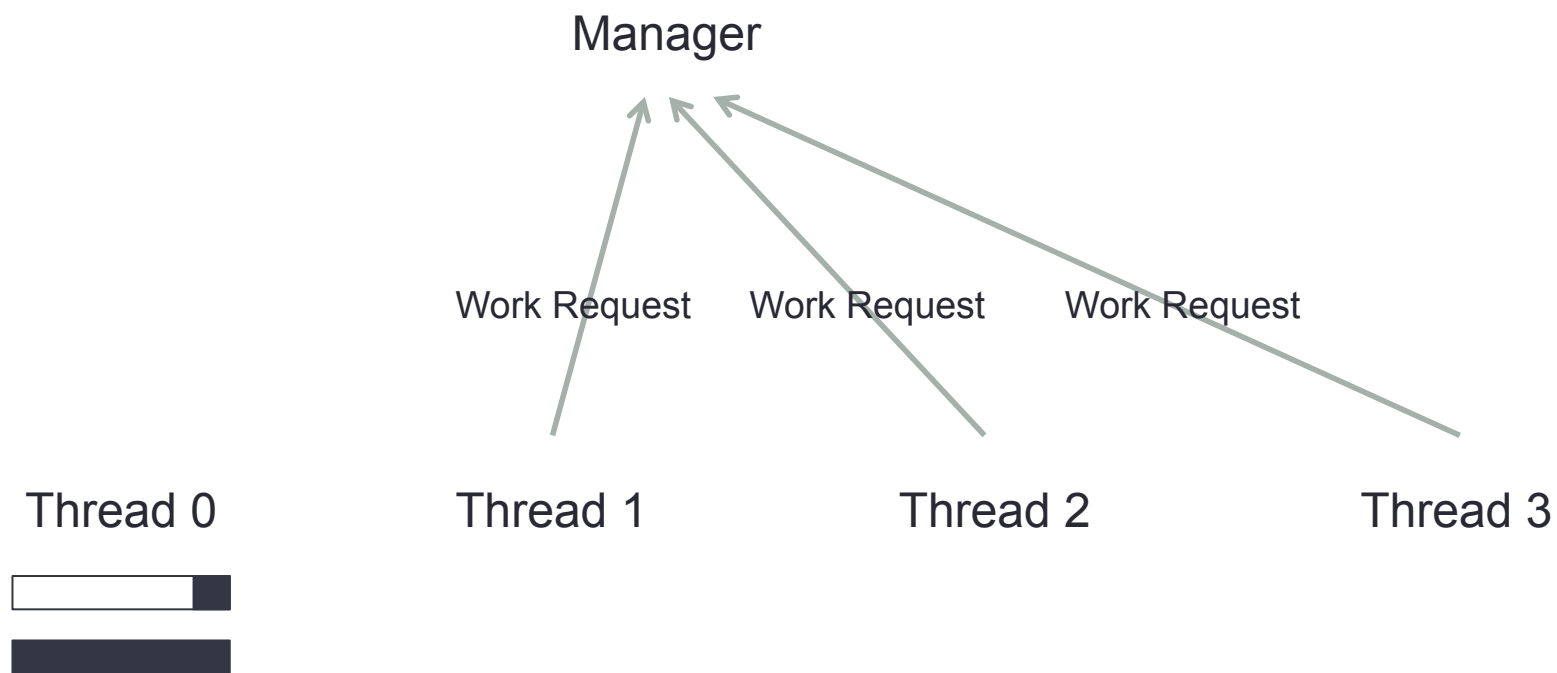 Manager
Work Request Work Request Work Request
Thread 0 Thread 1 Thread 2 Thread 3